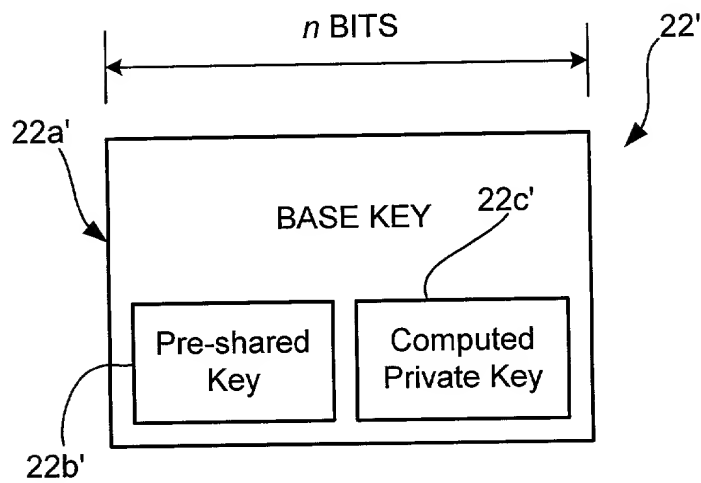 n BITS
22'
22a'
BASE KEY
22c'
Pre-shared
Key
Computed
Private Key
22b'